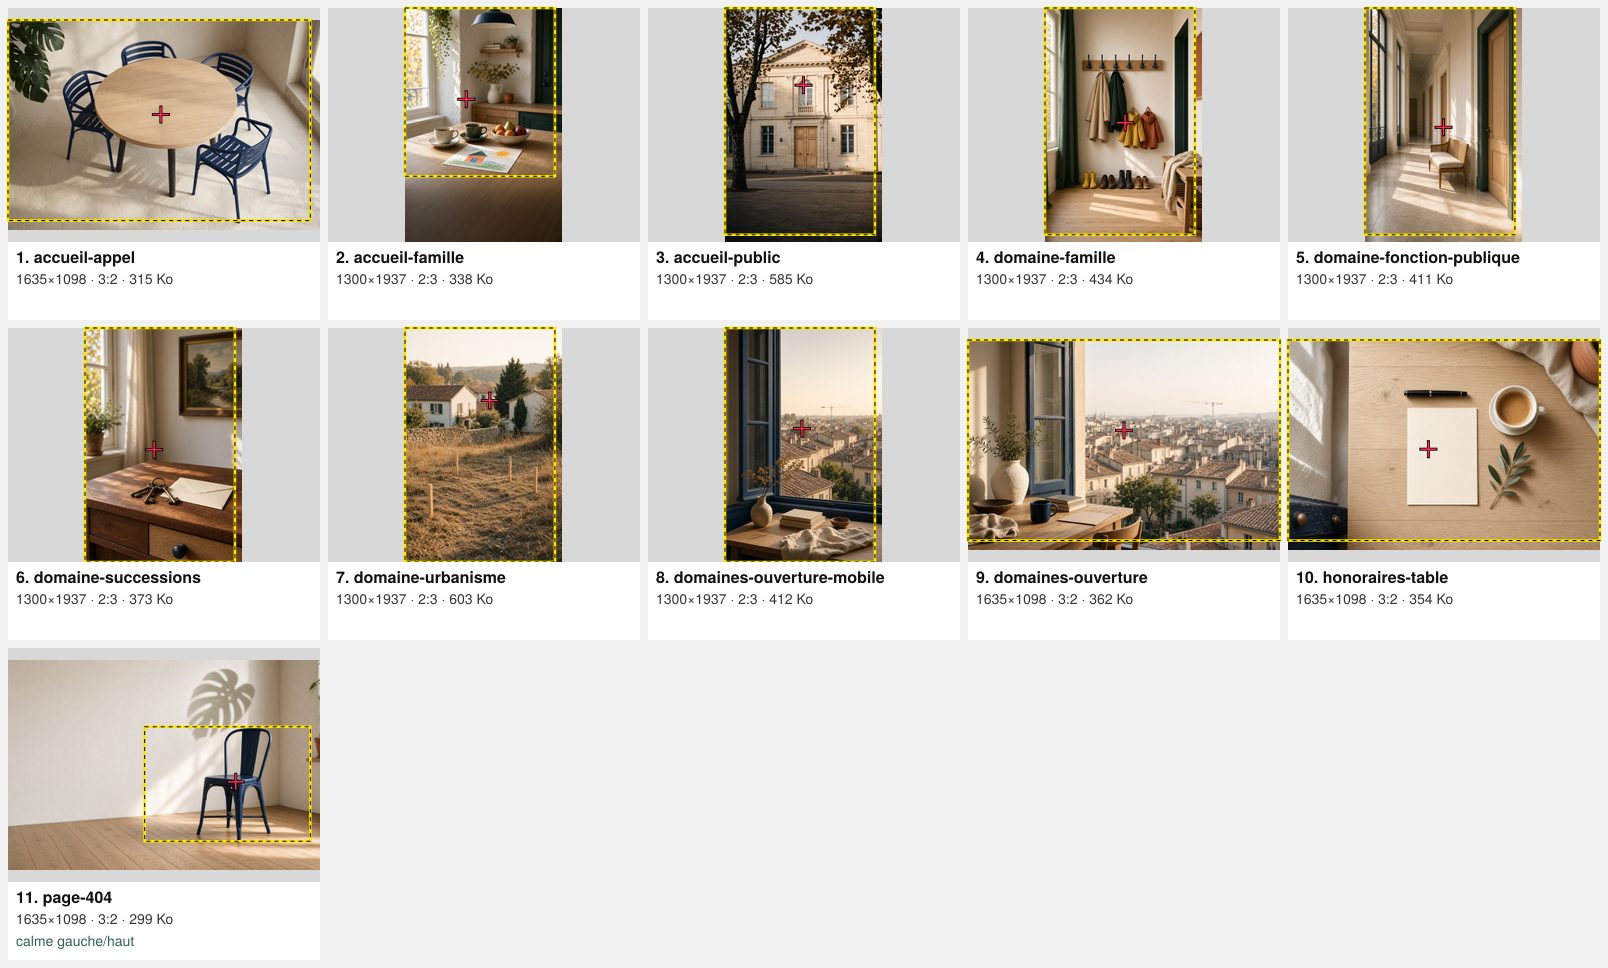 1. accueil-appel
1635×1098 · 3:2 · 315 Ko
2. accueil-famille
1300×1937 · 2:3 · 338 Ko
3. accueil-public
1300×1937 · 2:3 · 585 Ko
4. domaine-famille
1300×1937 · 2:3 · 434 Ko
5. domaine-fonction-publique
1300×1937 · 2:3 · 411 Ko
6. domaine-successions
1300×1937 · 2:3 · 373 Ko
7. domaine-urbanisme
1300×1937 · 2:3 · 603 Ko
8. domaines-ouverture-mobile
1300×1937 · 2:3 · 412 Ko
9. domaines-ouverture
1635×1098 · 3:2 · 362 Ko
10. honoraires-table
1635×1098 · 3:2 · 354 Ko
11. page-404
1635×1098 · 3:2 · 299 Ko
calme gauche/haut